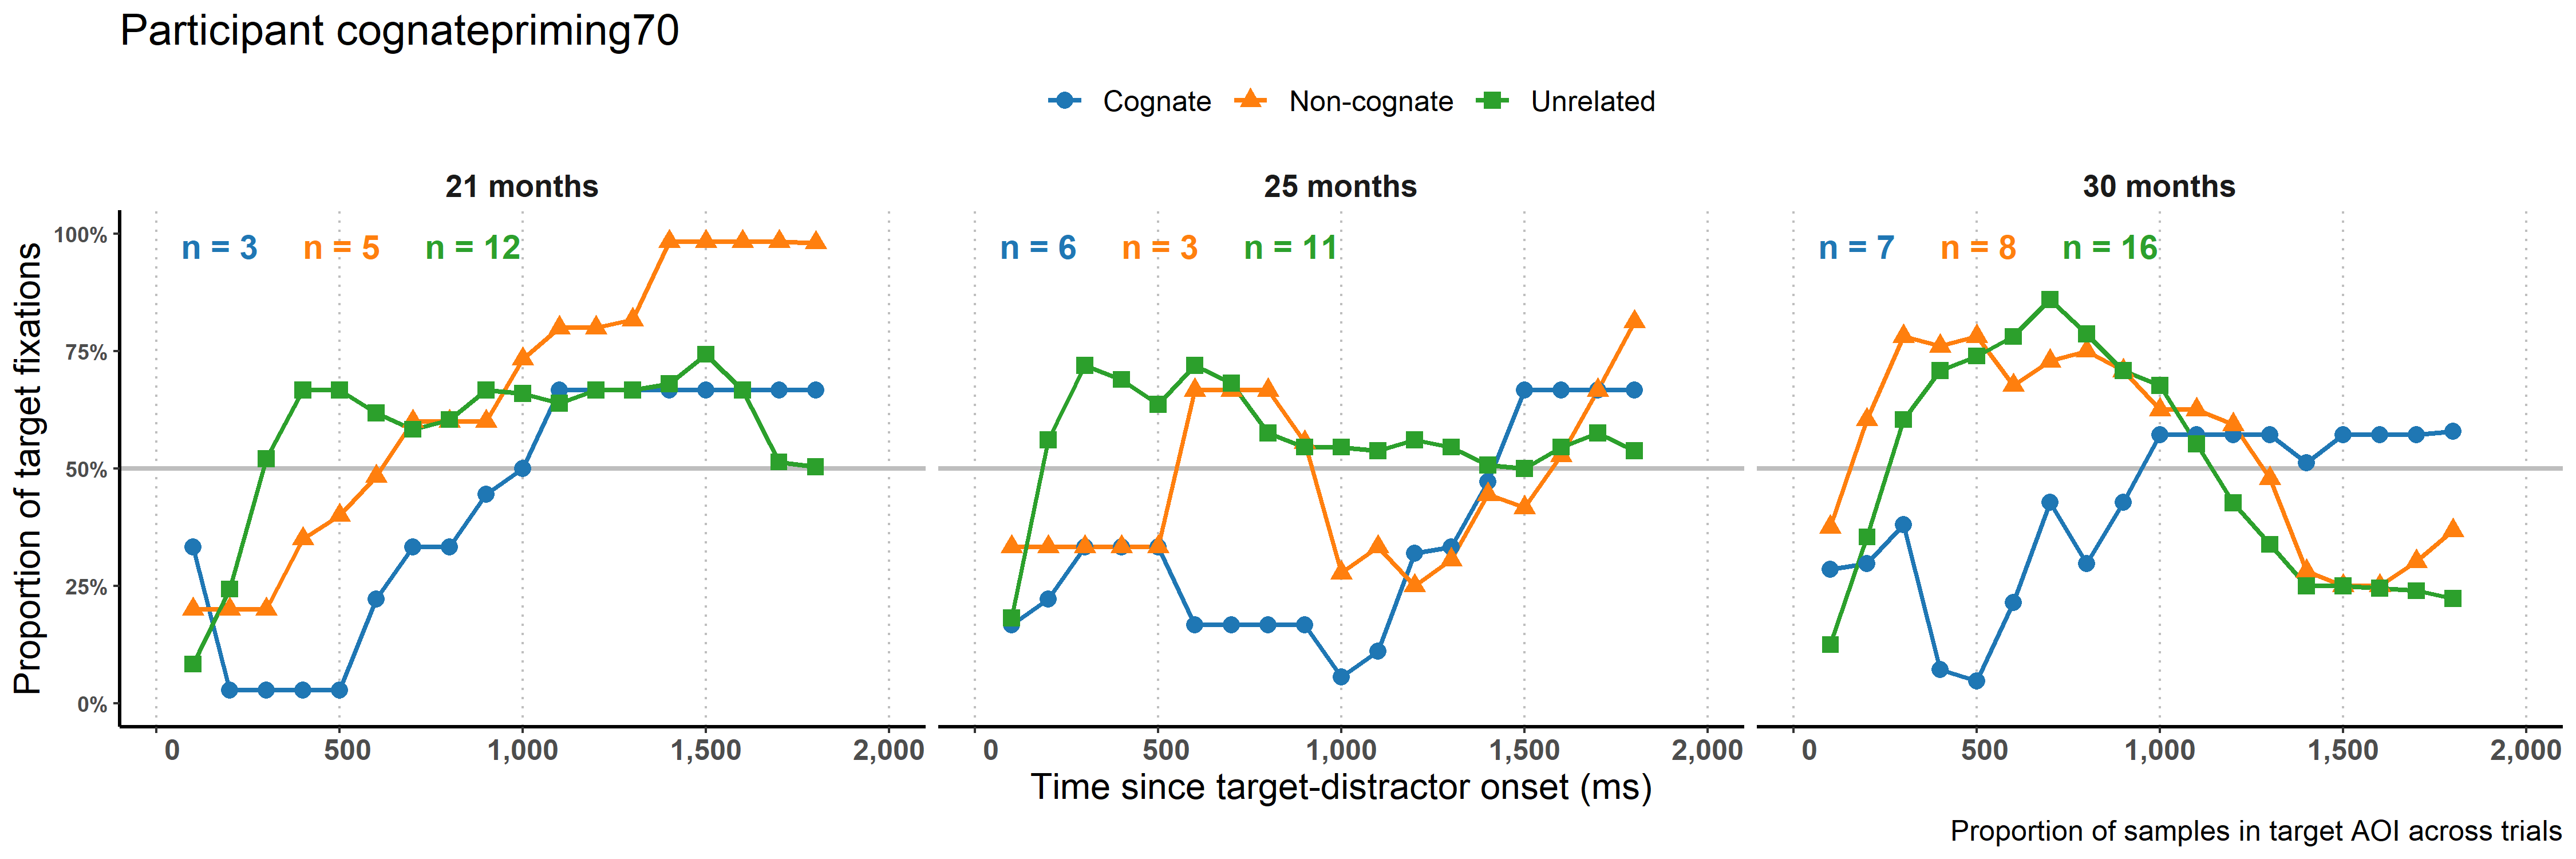 Participant cognatepriming70
Cognate Non-cognate Unrelated
21 months 25 months 30 months
Proportion of target fixations
100%
75%
50%
25%
0%
n = 3 n = 5 n = 12
n = 6 n = 3 n = 11
n = 7 n = 8 n = 16
0 500 1,000 1,500 2,000
0 500 1,000 1,500 2,000
0 500 1,000 1,500 2,000
Time since target-distractor onset (ms)
Proportion of samples in target AOI across trials